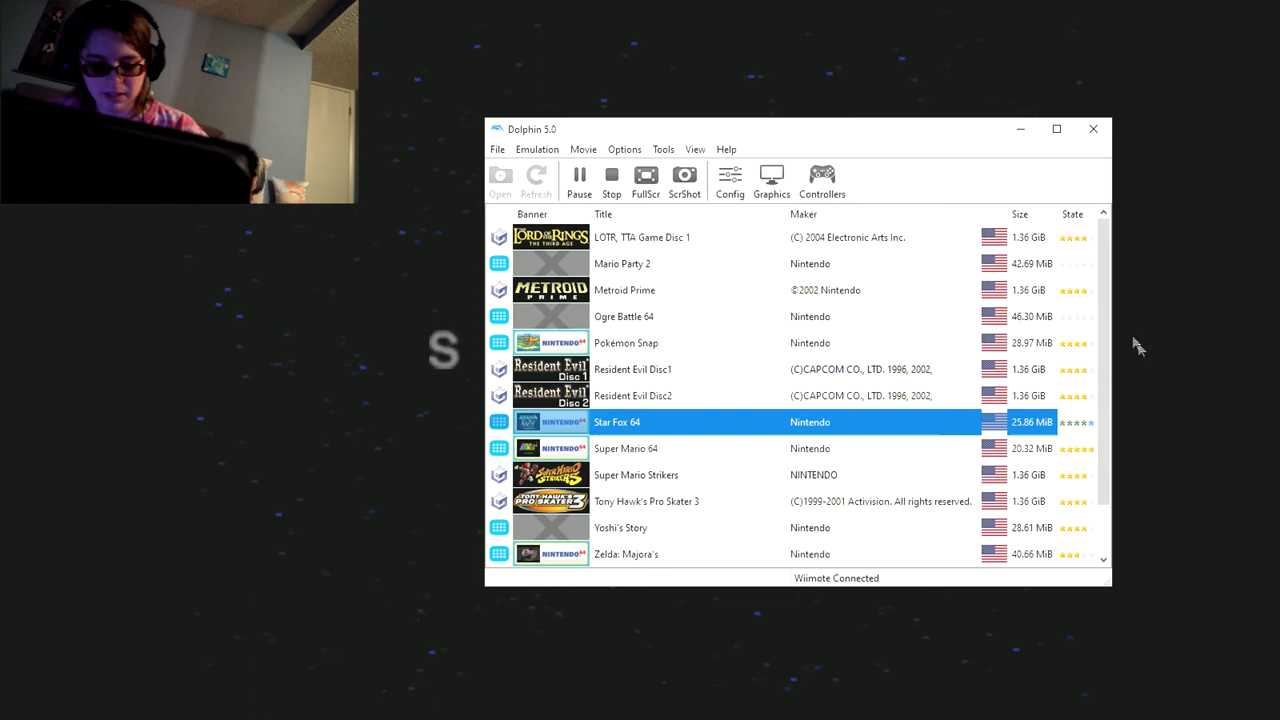 Dolphin 5.0
File Emulation Movie Options Tools View Help
Open Refresh Pause Stop FullScr ScrShot Config Graphics Controllers
Banner Title Maker Size State
THE LORD OF THE RINGS THE THIRD AGE LOTR, TTA Game Disc 1 (C) 2004 Electronic Arts Inc. 1.36 GiB
Mario Party 2 Nintendo 42.69 MiB
METROID PRIME Metroid Prime ©2002 Nintendo 1.36 GiB
Ogre Battle 64 Nintendo 46.30 MiB
NINTENDO64 Pokémon Snap Nintendo 28.97 MiB
Resident Evil Disc 1 Resident Evil Disc1 (C)CAPCOM CO., LTD. 1996, 2002, 1.36 GiB
Resident Evil Disc 2 Resident Evil Disc2 (C)CAPCOM CO., LTD. 1996, 2002, 1.36 GiB
NINTENDO64 Star Fox 64 Nintendo 25.86 MiB
NINTENDO64 Super Mario 64 Nintendo 20.32 MiB
SUPER MARIO STRIKERS Super Mario Strikers NINTENDO 1.36 GiB
TONY HAWK'S PRO SKATER 3 Tony Hawk's Pro Skater 3 (C)1999-2001 Activision. All rights reserved. 1.36 GiB
Yoshi's Story Nintendo 28.61 MiB
NINTENDO64 Zelda: Majora's Nintendo 40.66 MiB
Wiimote Connected
S